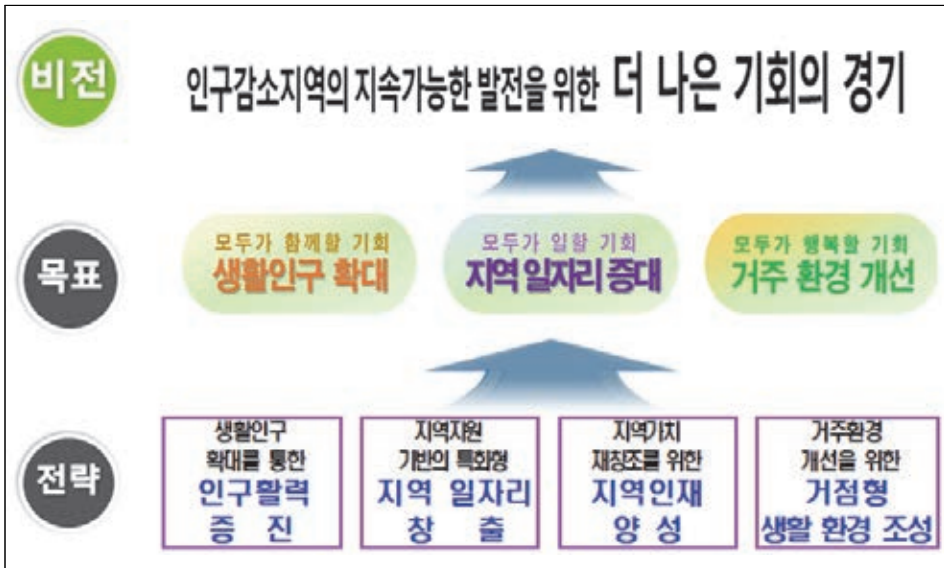 비전
인구감소지역의 지속가능한 발전을 위한 더 나은 기회의 경기
목표
모두가 함께할 기회
생활인구 확대
모두가 일할 기회
지역 일자리 증대
모두가 행복할 기회
거주 환경 개선
전략
생활인구
확대를 통한
인구활력
증 진
지역자원
기반의 특화형
지역 일자리
창 출
지역가치
재창조를 위한
지역인재
양 성
거주환경
개선을 위한
거점형
생활 환경 조성